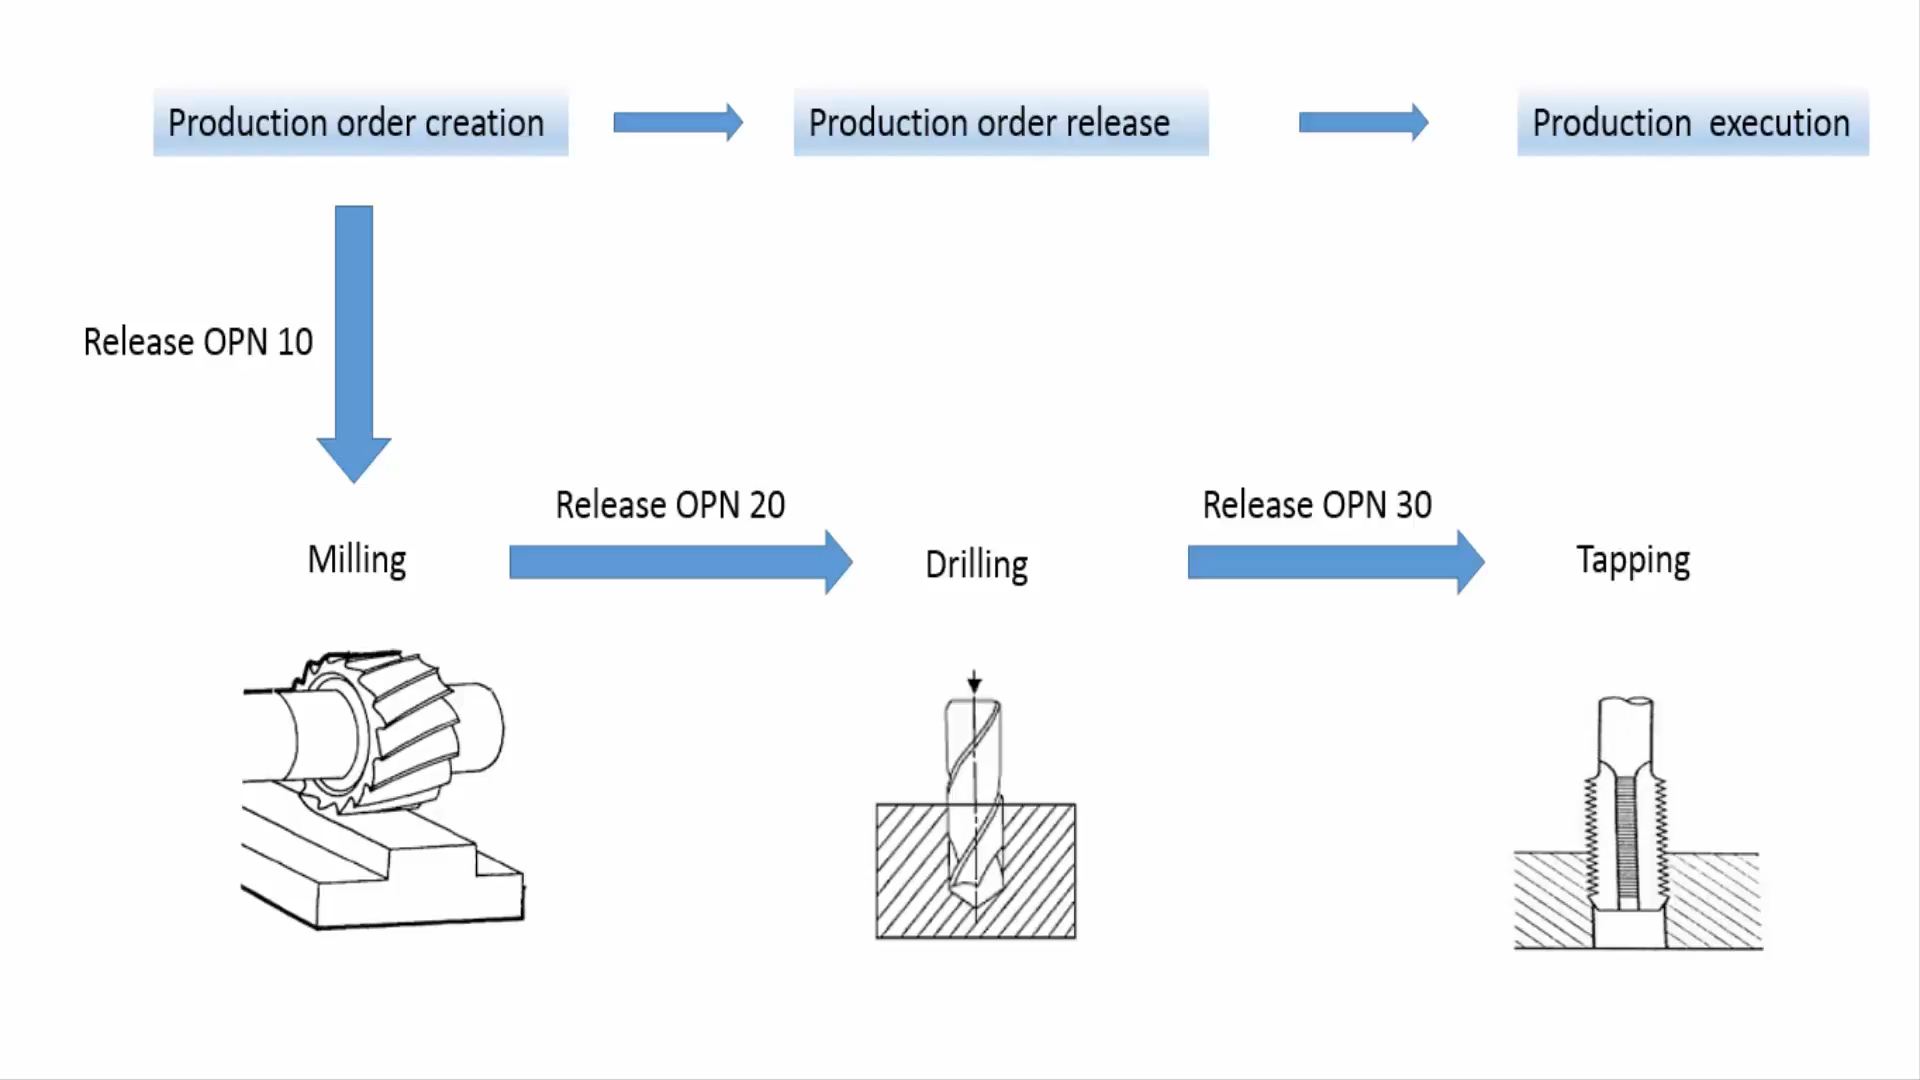 Production order creation
Production order release
Production execution
Release OPN 10
Release OPN 20
Release OPN 30
Milling
Drilling
Tapping